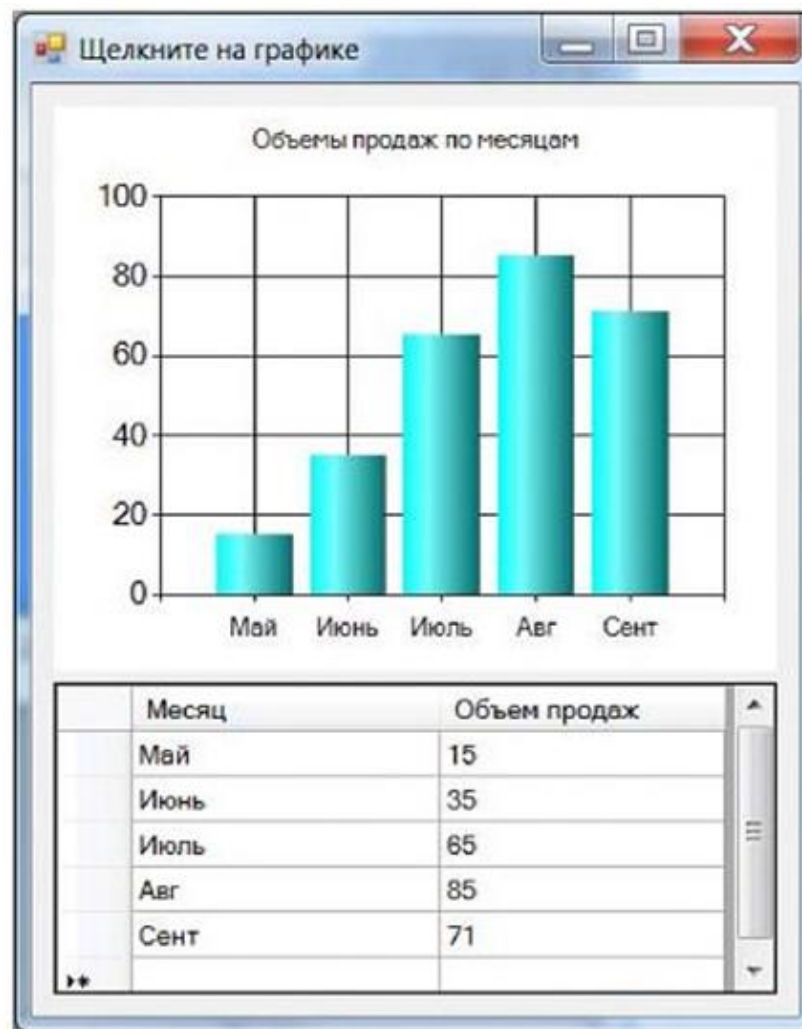 Щелкните на графике
Объемы продаж по месяцам
100
80
60
40
20
0
Май Июнь Июль Авг Сент
Месяц Объем продаж
Май 15
Июнь 35
Июль 65
Авг 85
Сент 71